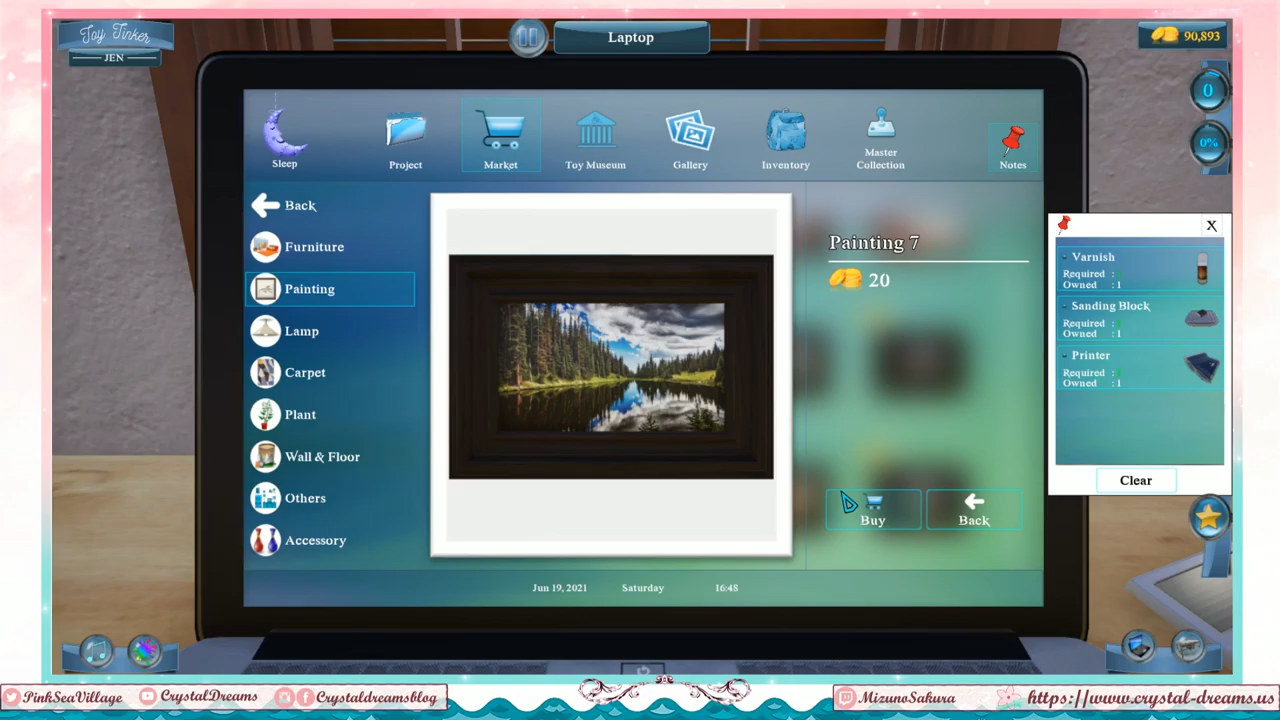 Toy Tinker
JEN
Laptop
90,893
0
0%
Sleep
Project
Market
Toy Museum
Gallery
Inventory
Master
Collection
Notes
Back
Furniture
Painting
Lamp
Carpet
Plant
Wall & Floor
Others
Accessory
Painting 7
20
Buy
Back
X
Varnish
Required :
Owned : 1
Sanding Block
Required :
Owned : 1
Printer
Required :
Owned : 1
Clear
Jun 19, 2021 Saturday 16:48
PinkSeaVillage CrystalDreams Crystaldreamsblog MizunoSakura https://www.crystal-dreams.us